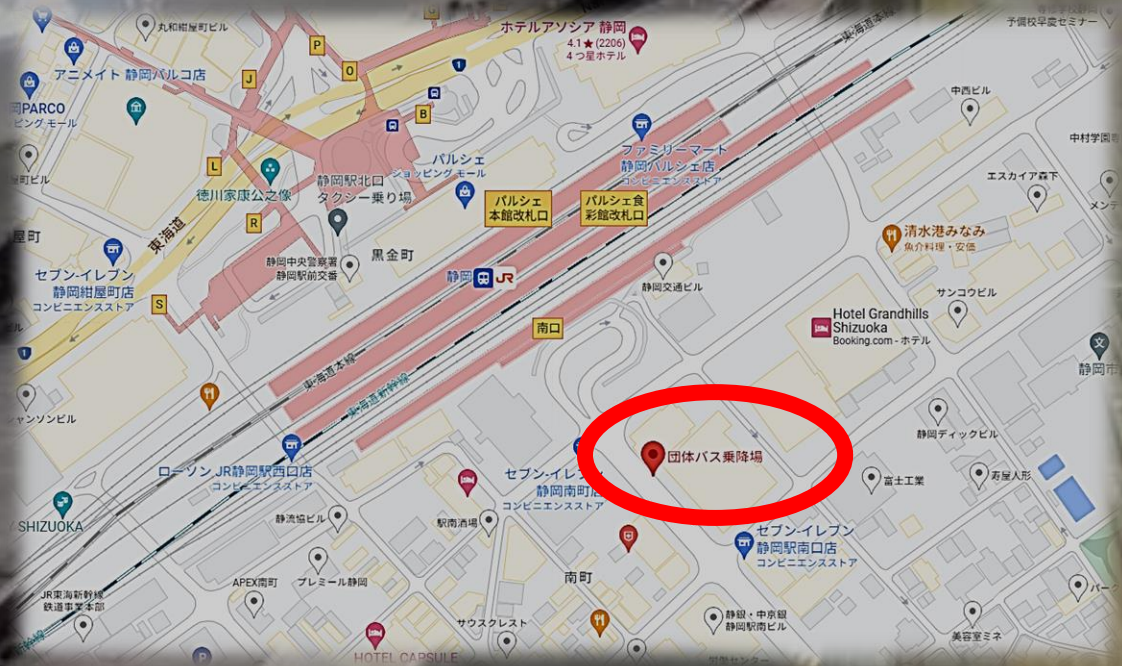 丸和紺屋町ビル
アニメイト 静岡パルコ店
PARCO
ピング モール
P
J
O
B
L
R
S
1
ホテルアソシア 静岡
4.1★(2206)
4 つ星ホテル
東海道本線
予備校早慶セミナー
中西ビル
中村学園
エスカイア森下
ファミリーマート
静岡パルシェ店
コンビニエンスストア
パルシェ
ショッピング モール
静岡駅北口
タクシー乗り場
徳川家康公之像
東海道
屋町
パルシェ
本館改札口
パルシェ食
彩館改札口
清水港みなみ
魚介料理・安価
黒金町
静岡中央警察署
静岡駅前交番
セブン-イレブン
静岡紺屋町店
コンビニエンスストア
静岡
JR
静岡交通ビル
サンコウビル
南口
Hotel Grandhills
Shizuoka
Booking.com - ホテル
1
静岡市
東海道本線
東海道新幹線
シャンソンビル
静岡ディックビル
団体バス乗降場
ローソン JR静岡駅西口店
コンビニエンスストア
セブン-イレブン
静岡南町店
コンビニエンスストア
富士工業
寿屋人形
SHIZUOKA
静流協ビル
駅南酒場
セブン-イレブン
静岡駅南口店
コンビニエンスストア
APEX南町
プレミール静岡
南町
JR東海新幹線
鉄道事業本部
サウスクレスト
静銀・中京銀
静岡駅南ビル
美容室ミネ
パーク
HOTEL CAPSULE
P